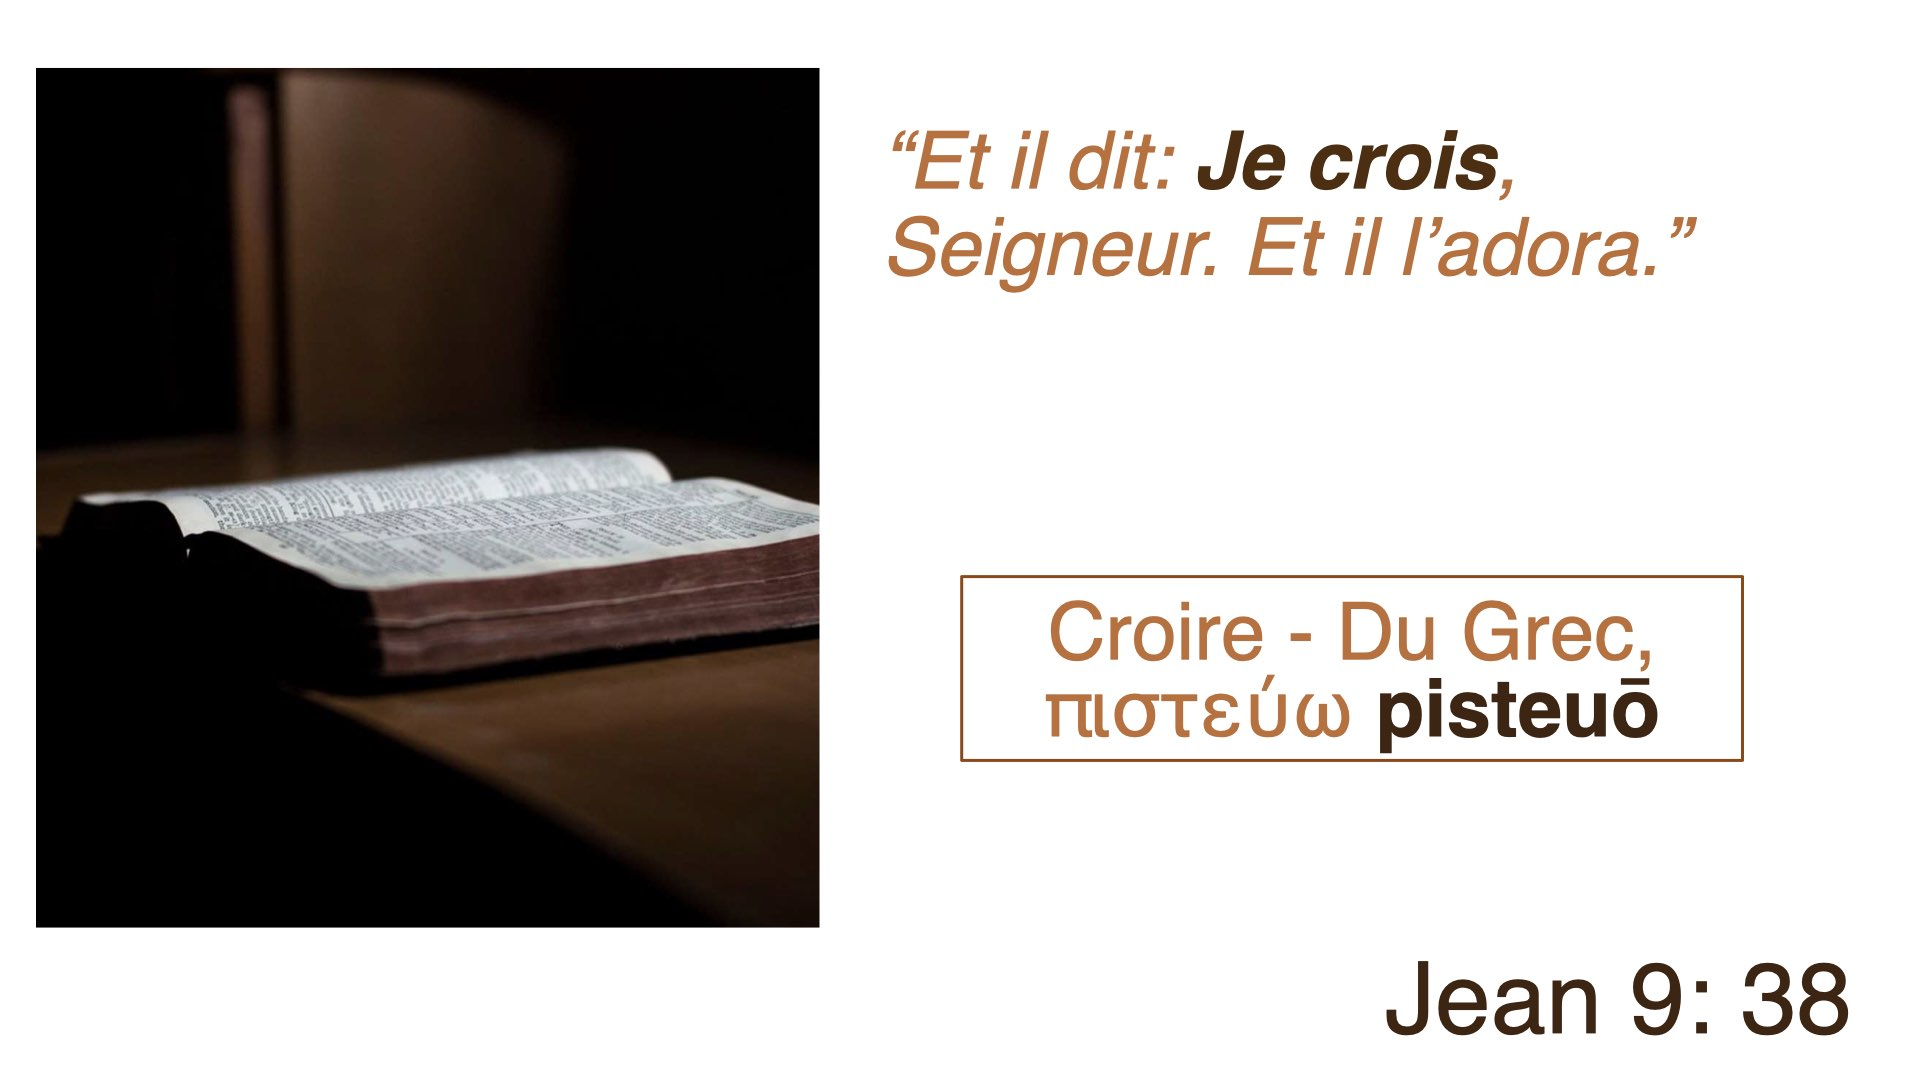 “Et il dit: Je crois,
Seigneur. Et il l’adora.”
Croire - Du Grec,
πιστεύω pisteuō
Jean 9: 38